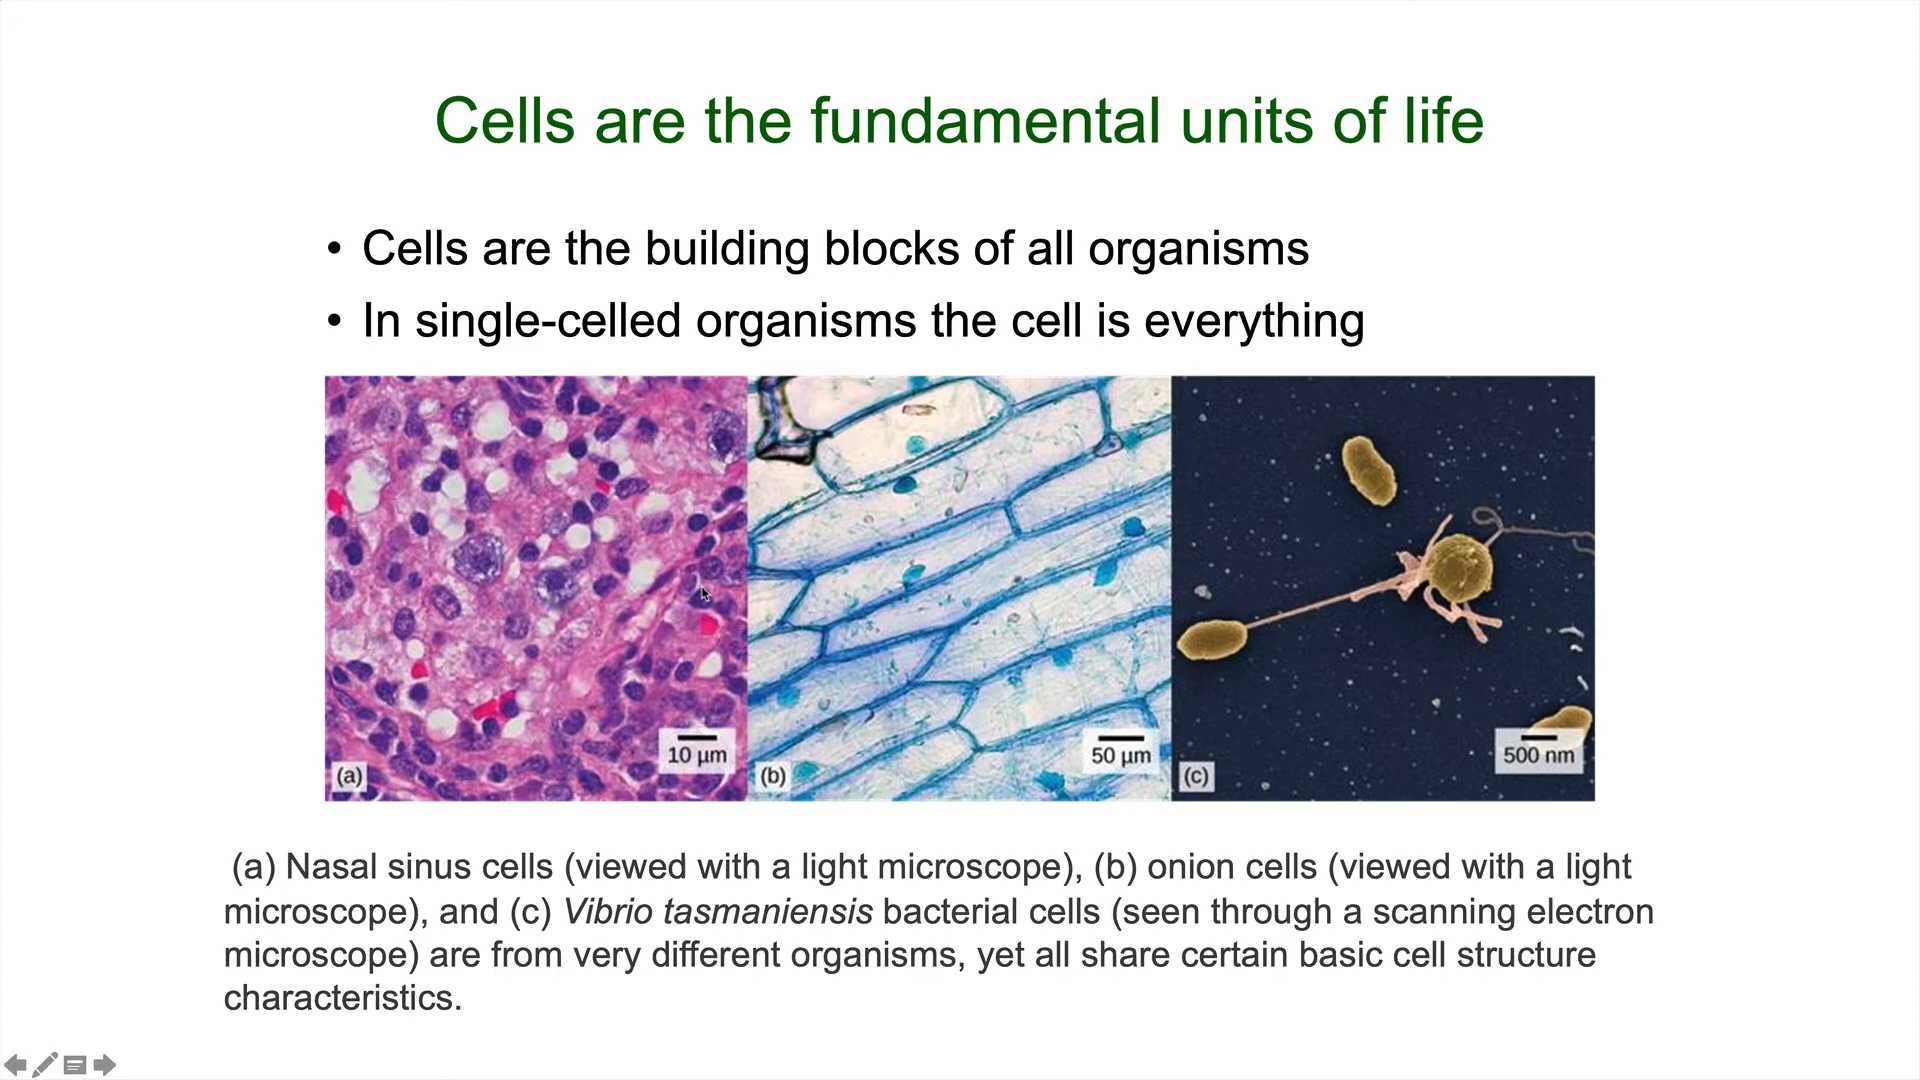 Cells are the fundamental units of life
• Cells are the building blocks of all organisms
• In single-celled organisms the cell is everything
(a)
10 µm
(b)
50 µm
(c)
500 nm
(a) Nasal sinus cells (viewed with a light microscope), (b) onion cells (viewed with a light
microscope), and (c) Vibrio tasmaniensis bacterial cells (seen through a scanning electron
microscope) are from very different organisms, yet all share certain basic cell structure
characteristics.